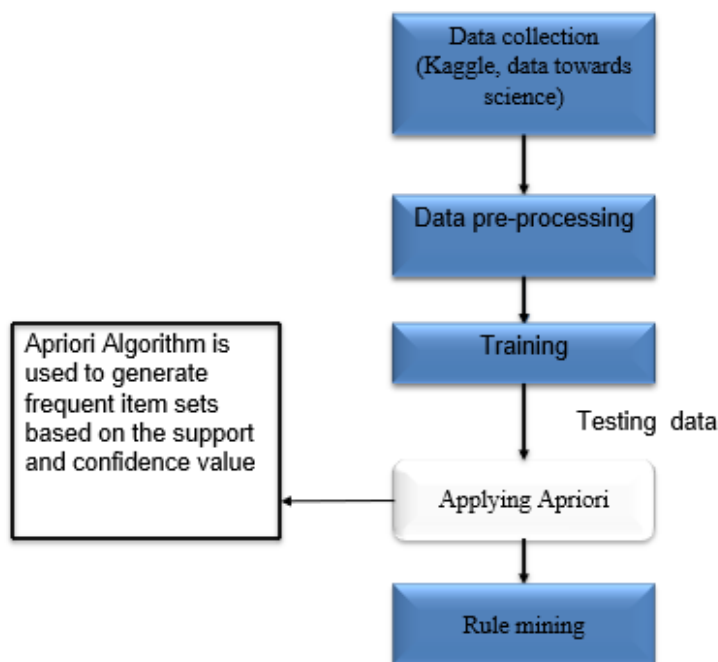 Data collection
(Kaggle, data towards
science)
Data pre-processing
Training
Testing data
Apriori Algorithm is
used to generate
frequent item sets
based on the support
and confidence value
Applying Apriori
Rule mining